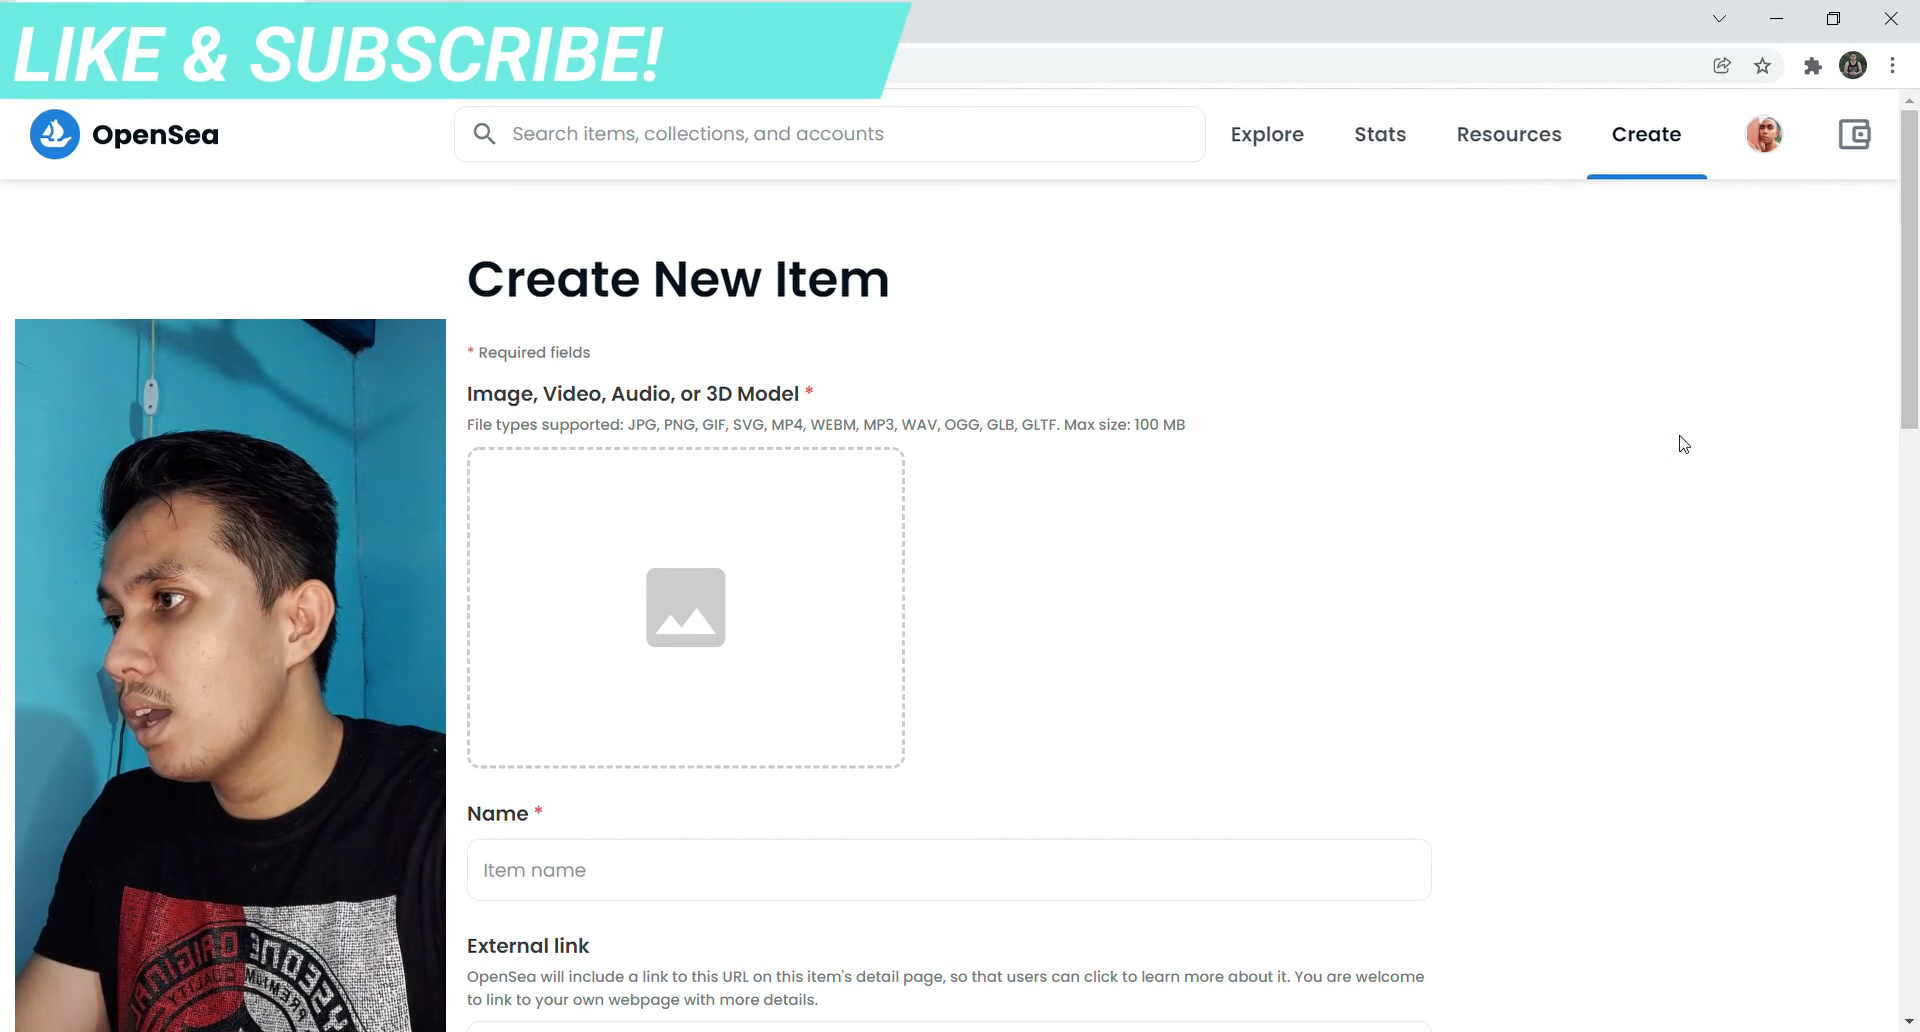 LIKE & SUBSCRIBE!
OpenSea
Search items, collections, and accounts
Explore
Stats
Resources
Create
Create New Item
* Required fields
Image, Video, Audio, or 3D Model *
File types supported: JPG, PNG, GIF, SVG, MP4, WEBM, MP3, WAV, OGG, GLB, GLTF. Max size: 100 MB
Name *
Item name
External link
OpenSea will include a link to this URL on this item's detail page, so that users can click to learn more about it. You are welcome
to link to your own webpage with more details.